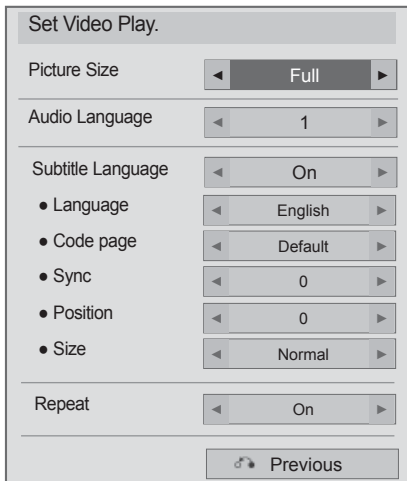 Set Video Play.
Picture Size ◄ Full ►
Audio Language ◄ 1 ►
Subtitle Language ◄ On ►
● Language ◄ English ►
● Code page ◄ Default ►
● Sync ◄ 0 ►
● Position ◄ 0 ►
● Size ◄ Normal ►
Repeat ◄ On ►
Previous